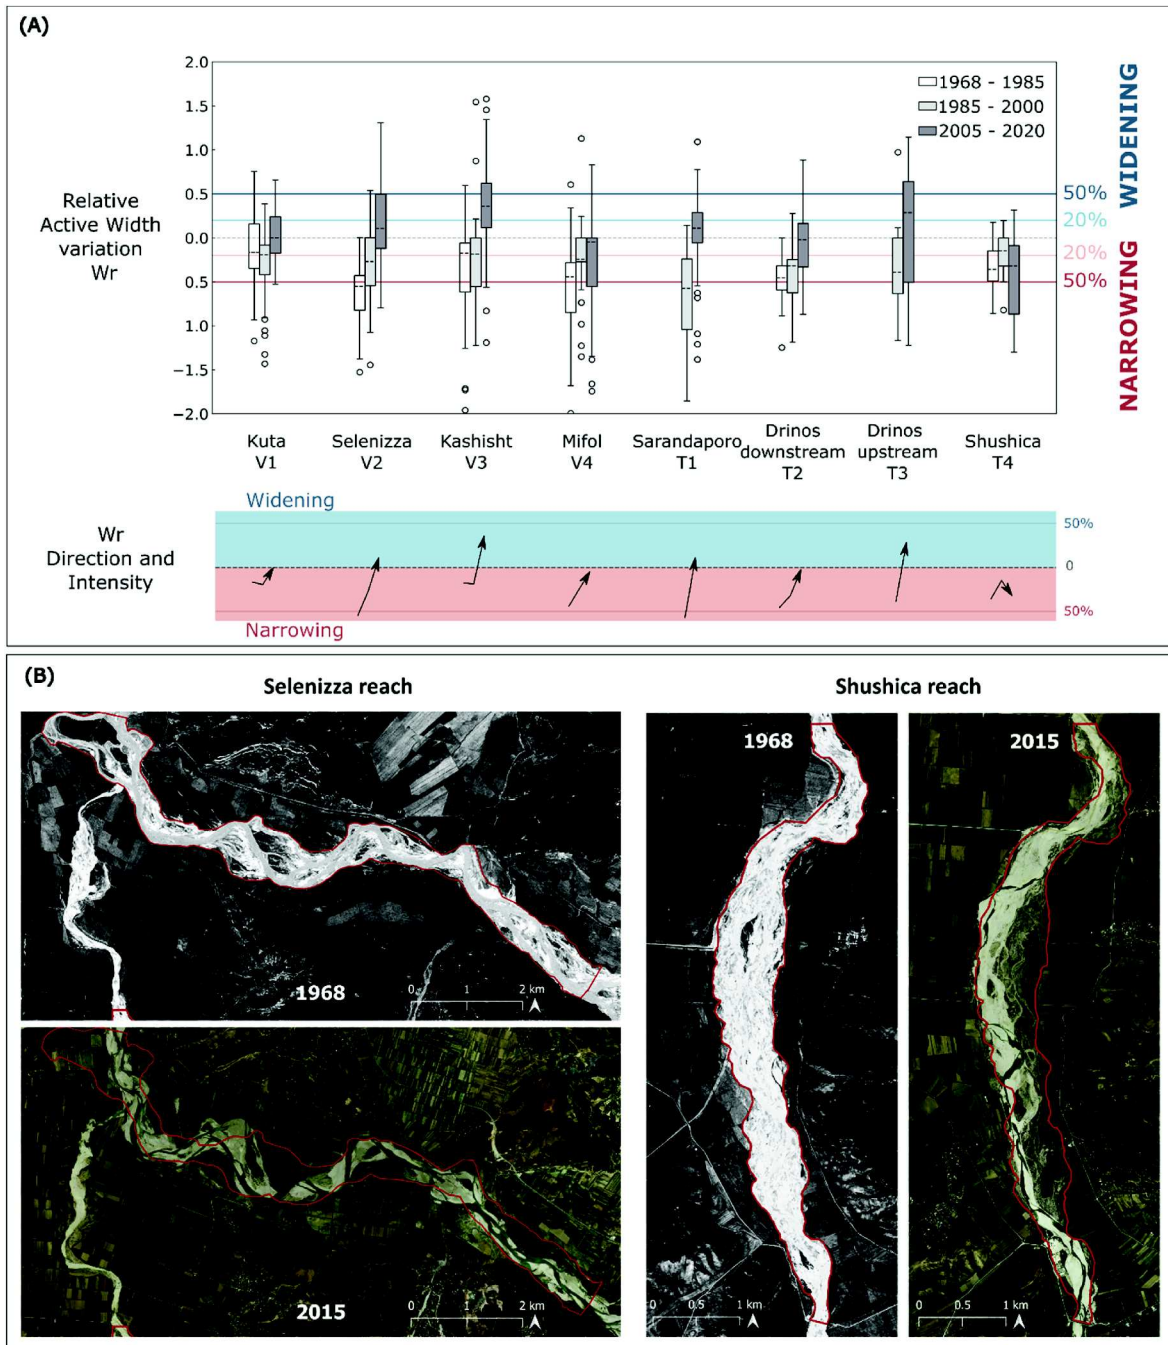 (A)
2.0
1.5
1.0
0.5
0.0
0.5
1.0
−1.5
−2.0
Relative
Active Width
variation
Wr
1968 - 1985
1985 - 2000
2005 - 2020
50%
20%
20%
50%
WIDENING
NARROWING
Kuta
V1
Selenizza
V2
Kashisht
V3
Mifol
V4
Sarandaporo
T1
Drinos
downstream
T2
Drinos
upstream
T3
Shushica
T4
Widening
Wr
Direction and
Intensity
50%
0
50%
Narrowing
(B)
Selenizza reach
Shushica reach
1968
0 1 2 km
2015
0 1 2 km
1968
0 0.5 1 km
2015
0 0.5 1 km